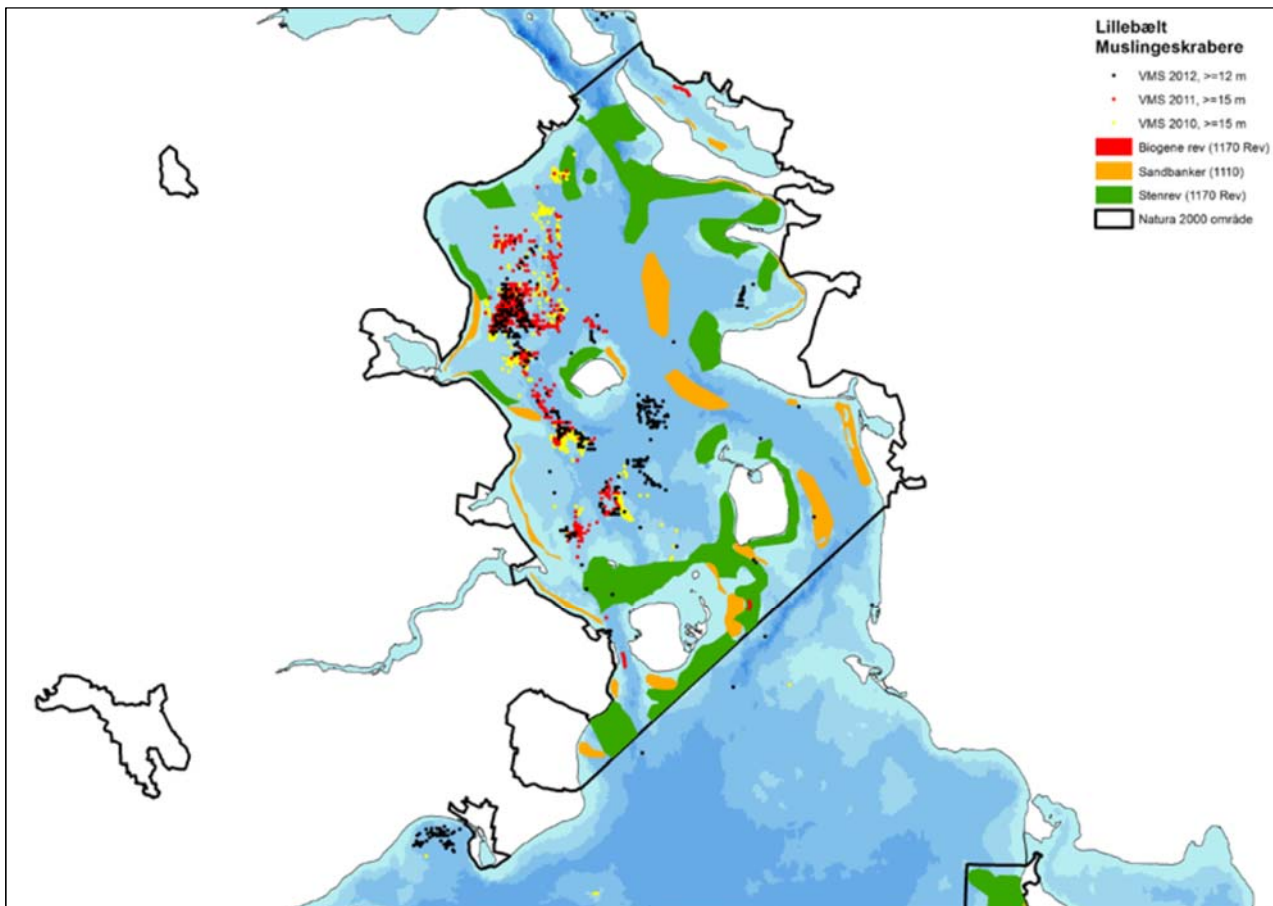 Lillebælt
Muslingeskrabere
VMS 2012, >=12 m
VMS 2011, >=15 m
VMS 2010, >=15 m
Biogene rev (1170 Rev)
Sandbanker (1110)
Stenrev (1170 Rev)
Natura 2000 område